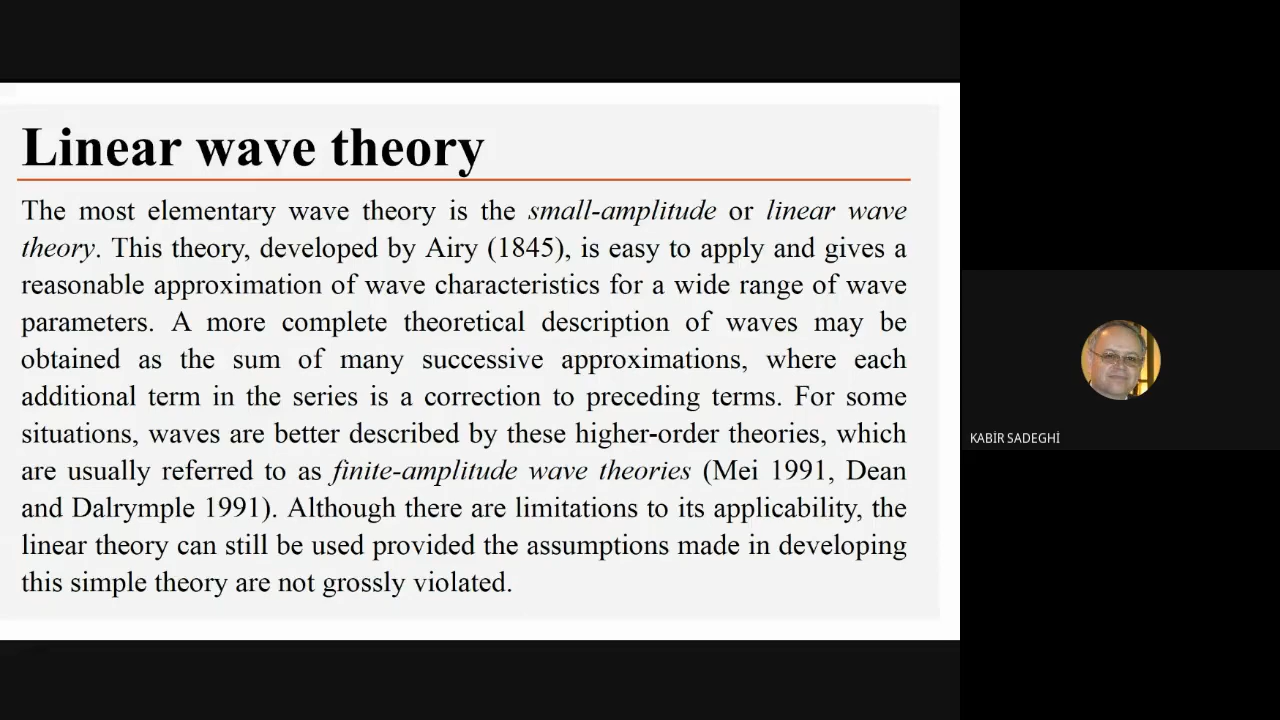 Linear wave theory
The most elementary wave theory is the small-amplitude or linear wave
theory. This theory, developed by Airy (1845), is easy to apply and gives a
reasonable approximation of wave characteristics for a wide range of wave
parameters. A more complete theoretical description of waves may be
obtained as the sum of many successive approximations, where each
additional term in the series is a correction to preceding terms. For some
situations, waves are better described by these higher-order theories, which
are usually referred to as finite-amplitude wave theories (Mei 1991, Dean
and Dalrymple 1991). Although there are limitations to its applicability, the
linear theory can still be used provided the assumptions made in developing
this simple theory are not grossly violated.
KABİR SADEGHİ